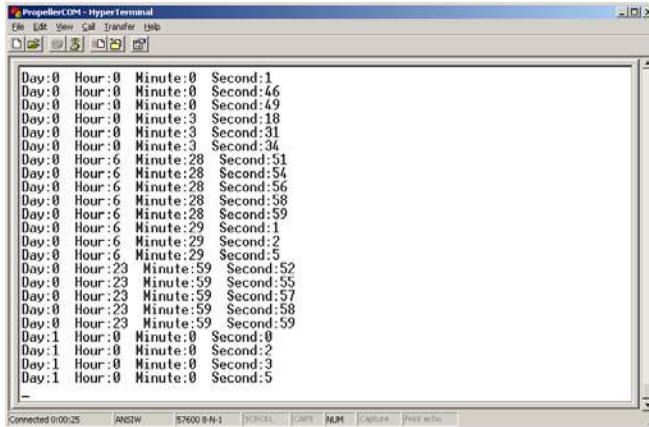 PropellerCOM - HyperTerminal
File Edit View Call Transfer Help
Day:0 Hour:0 Minute:0 Second:1
Day:0 Hour:0 Minute:0 Second:46
Day:0 Hour:0 Minute:0 Second:49
Day:0 Hour:0 Minute:3 Second:18
Day:0 Hour:0 Minute:3 Second:31
Day:0 Hour:0 Minute:3 Second:34
Day:0 Hour:6 Minute:28 Second:51
Day:0 Hour:6 Minute:28 Second:54
Day:0 Hour:6 Minute:28 Second:56
Day:0 Hour:6 Minute:28 Second:58
Day:0 Hour:6 Minute:28 Second:59
Day:0 Hour:6 Minute:29 Second:1
Day:0 Hour:6 Minute:29 Second:2
Day:0 Hour:6 Minute:29 Second:5
Day:0 Hour:23 Minute:59 Second:52
Day:0 Hour:23 Minute:59 Second:55
Day:0 Hour:23 Minute:59 Second:57
Day:0 Hour:23 Minute:59 Second:58
Day:0 Hour:23 Minute:59 Second:59
Day:1 Hour:0 Minute:0 Second:0
Day:1 Hour:0 Minute:0 Second:2
Day:1 Hour:0 Minute:0 Second:3
Day:1 Hour:0 Minute:0 Second:5
Connected 0:00:25 ANSIW 57600 8-N-1 SCROLL CAPS NUM Capture Print echo